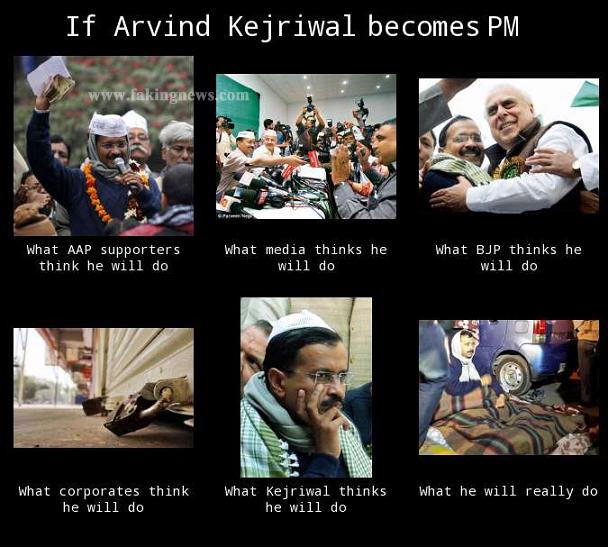 If Arvind Kejriwal becomes PM
www.fakingnews.com
What AAP supporters
think he will do
What media thinks he
will do
What BJP thinks he
will do
What corporates think
he will do
What Kejriwal thinks
he will do
What he will really do